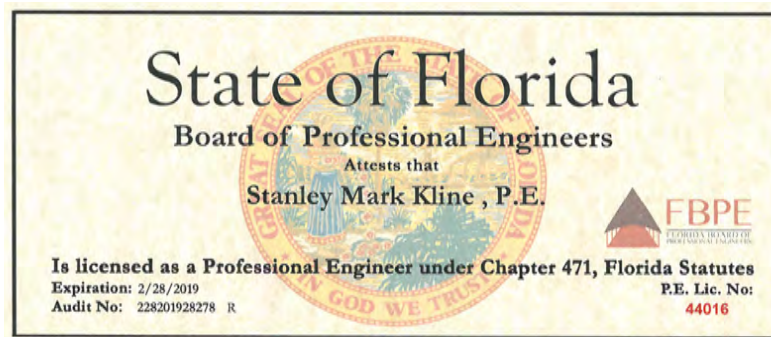 State of Florida
Board of Professional Engineers
Attests that
Stanley Mark Kline , P.E.
FBPE
FLORIDA BOARD OF
PROFESSIONAL ENGINEERS
Is licensed as a Professional Engineer under Chapter 471, Florida Statutes
Expiration: 2/28/2019
P.E. Lic. No:
Audit No: 228201928278 R
44016
GREAT SEAL OF THE STATE OF FLORIDA
IN GOD WE TRUST